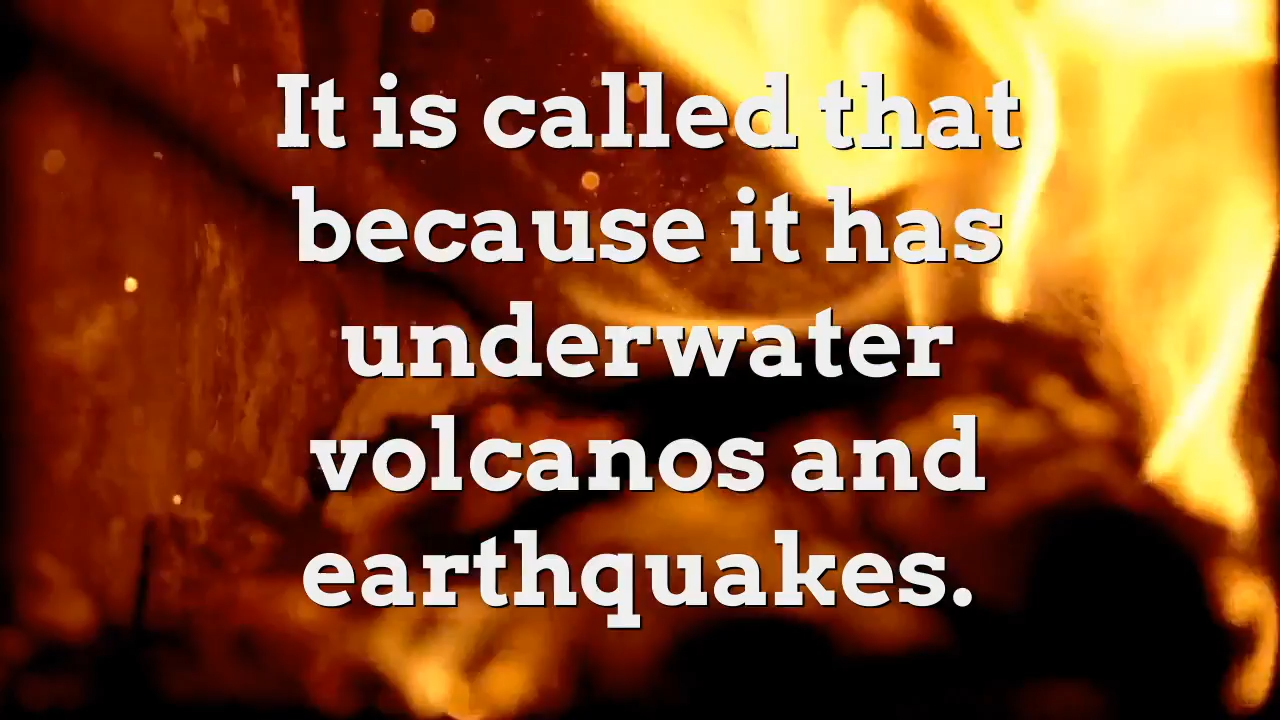 It is called that
because it has
underwater
volcanos and
earthquakes.